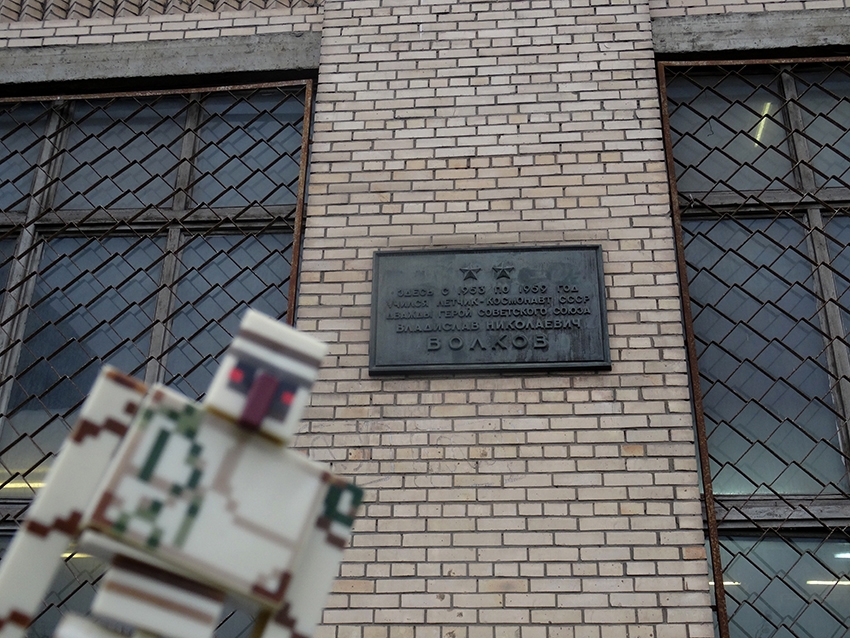 ЗДЕСЬ С 1953 ПО 1959 ГОД
УЧИЛСЯ ЛЕТЧИК-КОСМОНАВТ СССР
ДВАЖДЫ ГЕРОЙ СОВЕТСКОГО СОЮЗА
ВЛАДИСЛАВ НИКОЛАЕВИЧ
ВОЛКОВ